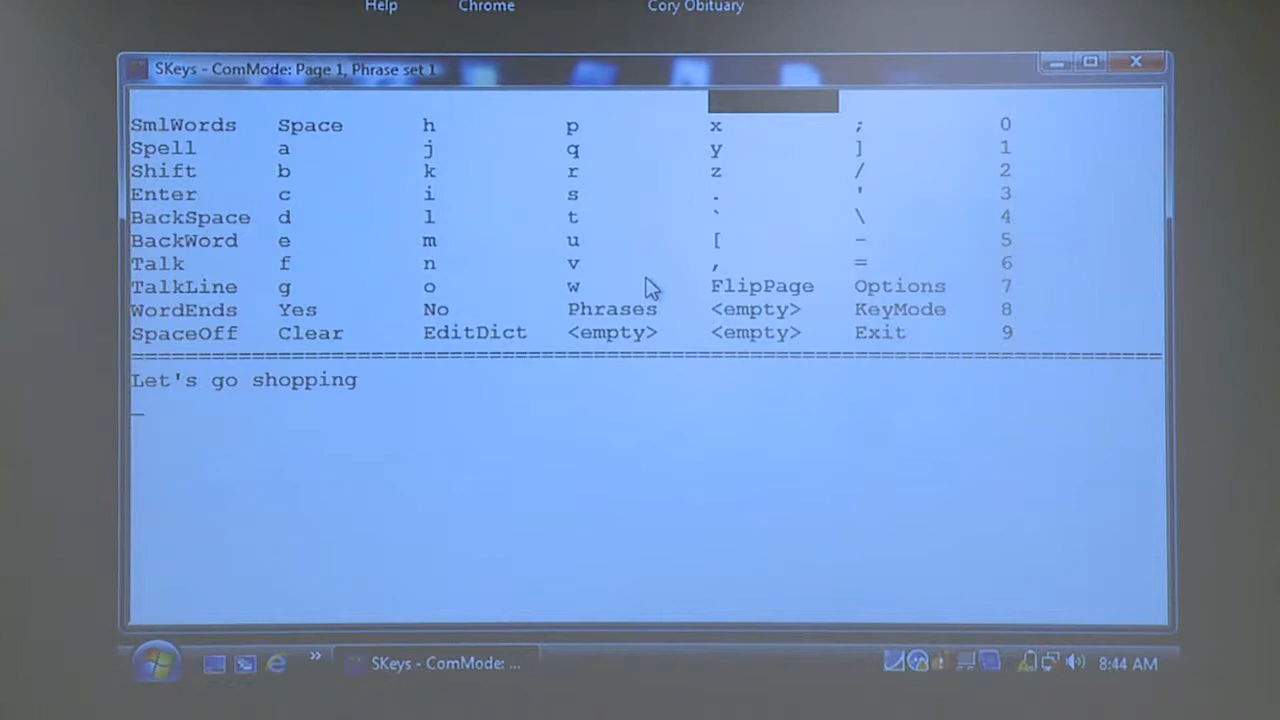 Help Chrome Cory Obituary
SKeys - ComMode: Page 1, Phrase set 1
SmlWords Space h p x ; 0
Spell a j q y ] 1
Shift b k r z / 2
Enter c i s . ' 3
BackSpace d l t ` \ 4
BackWord e m u [ - 5
Talk f n v , = 6
TalkLine g o w FlipPage Options 7
WordEnds Yes No Phrases <empty> KeyMode 8
SpaceOff Clear EditDict <empty> <empty> Exit 9
Let's go shopping
SKeys - ComMode: ... 8:44 AM